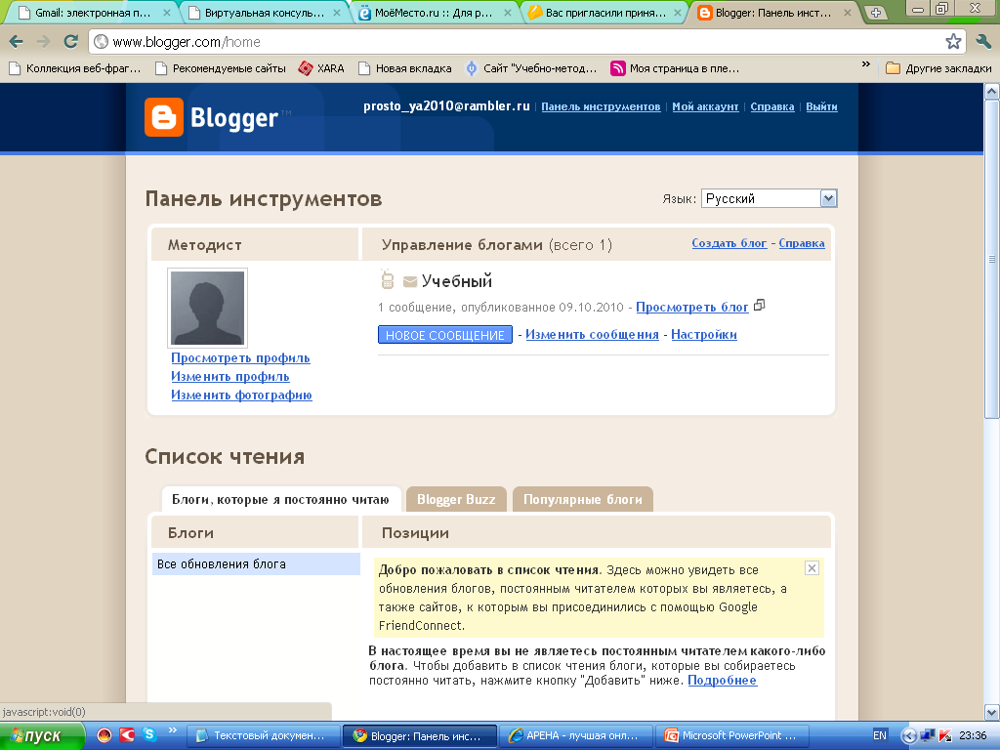 Gmail: электронная п...
Виртуальная консуль...
МоёМесто.ru :: Для р...
Вас пригласили приня...
Blogger: Панель инст...
www.blogger.com/home
Коллекция веб-фраг...
Рекомендуемые сайты
XARA
Новая вкладка
Сайт "Учебно-метод...
Моя страница в пле...
»
Другие закладки
Blogger™
prosto_ya2010@rambler.ru | Панель инструментов | Мой аккаунт | Справка | Выйти
Панель инструментов
Язык: Русский
Методист
Управление блогами (всего 1)
Создать блог - Справка
Учебный
1 сообщение, опубликованное 09.10.2010 - Просмотреть блог
НОВОЕ СООБЩЕНИЕ - Изменить сообщения - Настройки
Просмотреть профиль
Изменить профиль
Изменить фотографию
Список чтения
Блоги, которые я постоянно читаю
Blogger Buzz
Популярные блоги
Блоги
Позиции
Все обновления блога
Добро пожаловать в список чтения. Здесь можно увидеть все
обновления блогов, постоянным читателем которых вы являетесь, а
также сайтов, к которым вы присоединились с помощью Google
FriendConnect.
В настоящее время вы не являетесь постоянным читателем какого-либо
блога. Чтобы добавить в список чтения блоги, которые вы собираетесь
постоянно читать, нажмите кнопку "Добавить" ниже. Подробнее
javascript:void(0)
пуск
»
Текстовый докумен...
Blogger: Панель инс...
АРЕНА - лучшая онл...
Microsoft PowerPoint ...
EN
23:36